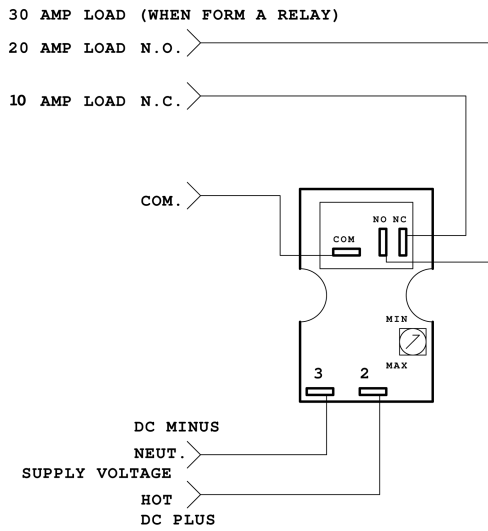 30 AMP LOAD (WHEN FORM A RELAY)
20 AMP LOAD N.O.
10 AMP LOAD N.C.
COM.
NO NC
COM
MIN
MAX
3 2
DC MINUS
NEUT.
SUPPLY VOLTAGE
HOT
DC PLUS